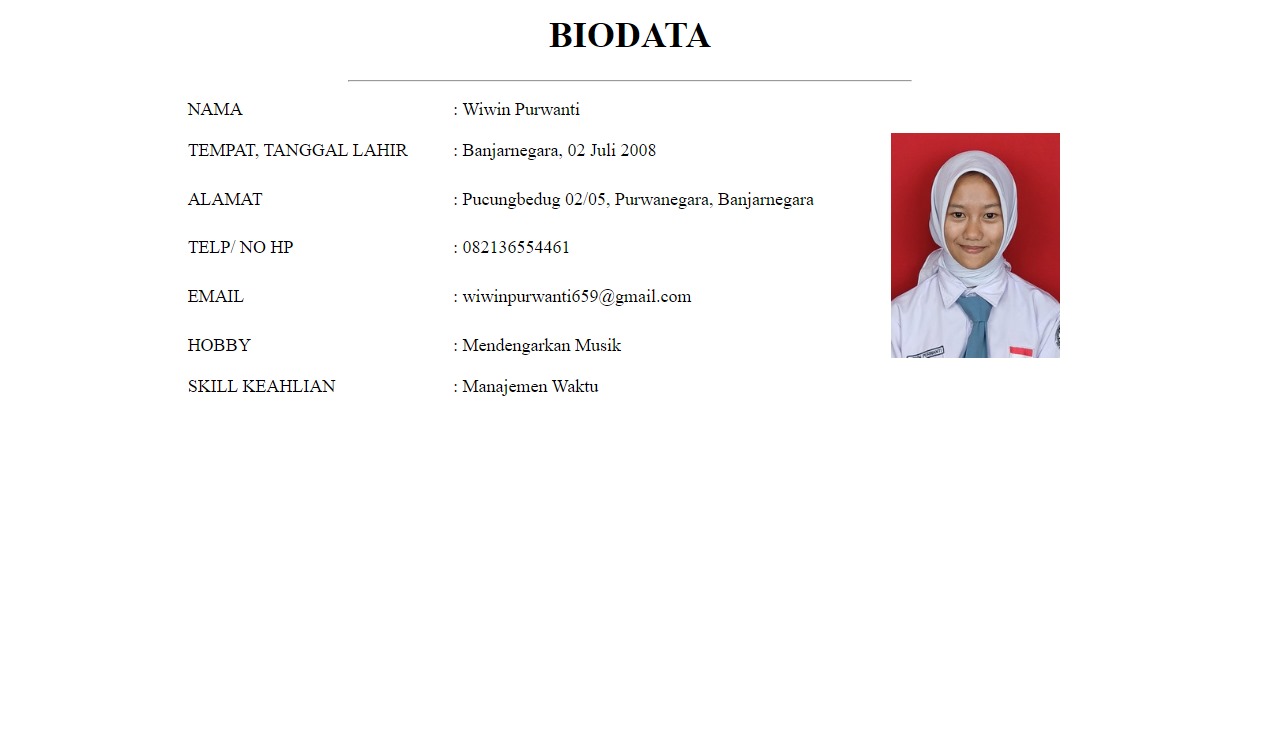 BIODATA
NAMA : Wiwin Purwanti
TEMPAT, TANGGAL LAHIR : Banjarnegara, 02 Juli 2008
ALAMAT : Pucungbedug 02/05, Purwanegara, Banjarnegara
TELP/ NO HP : 082136554461
EMAIL : wiwinpurwanti659@gmail.com
HOBBY : Mendengarkan Musik
SKILL KEAHLIAN : Manajemen Waktu